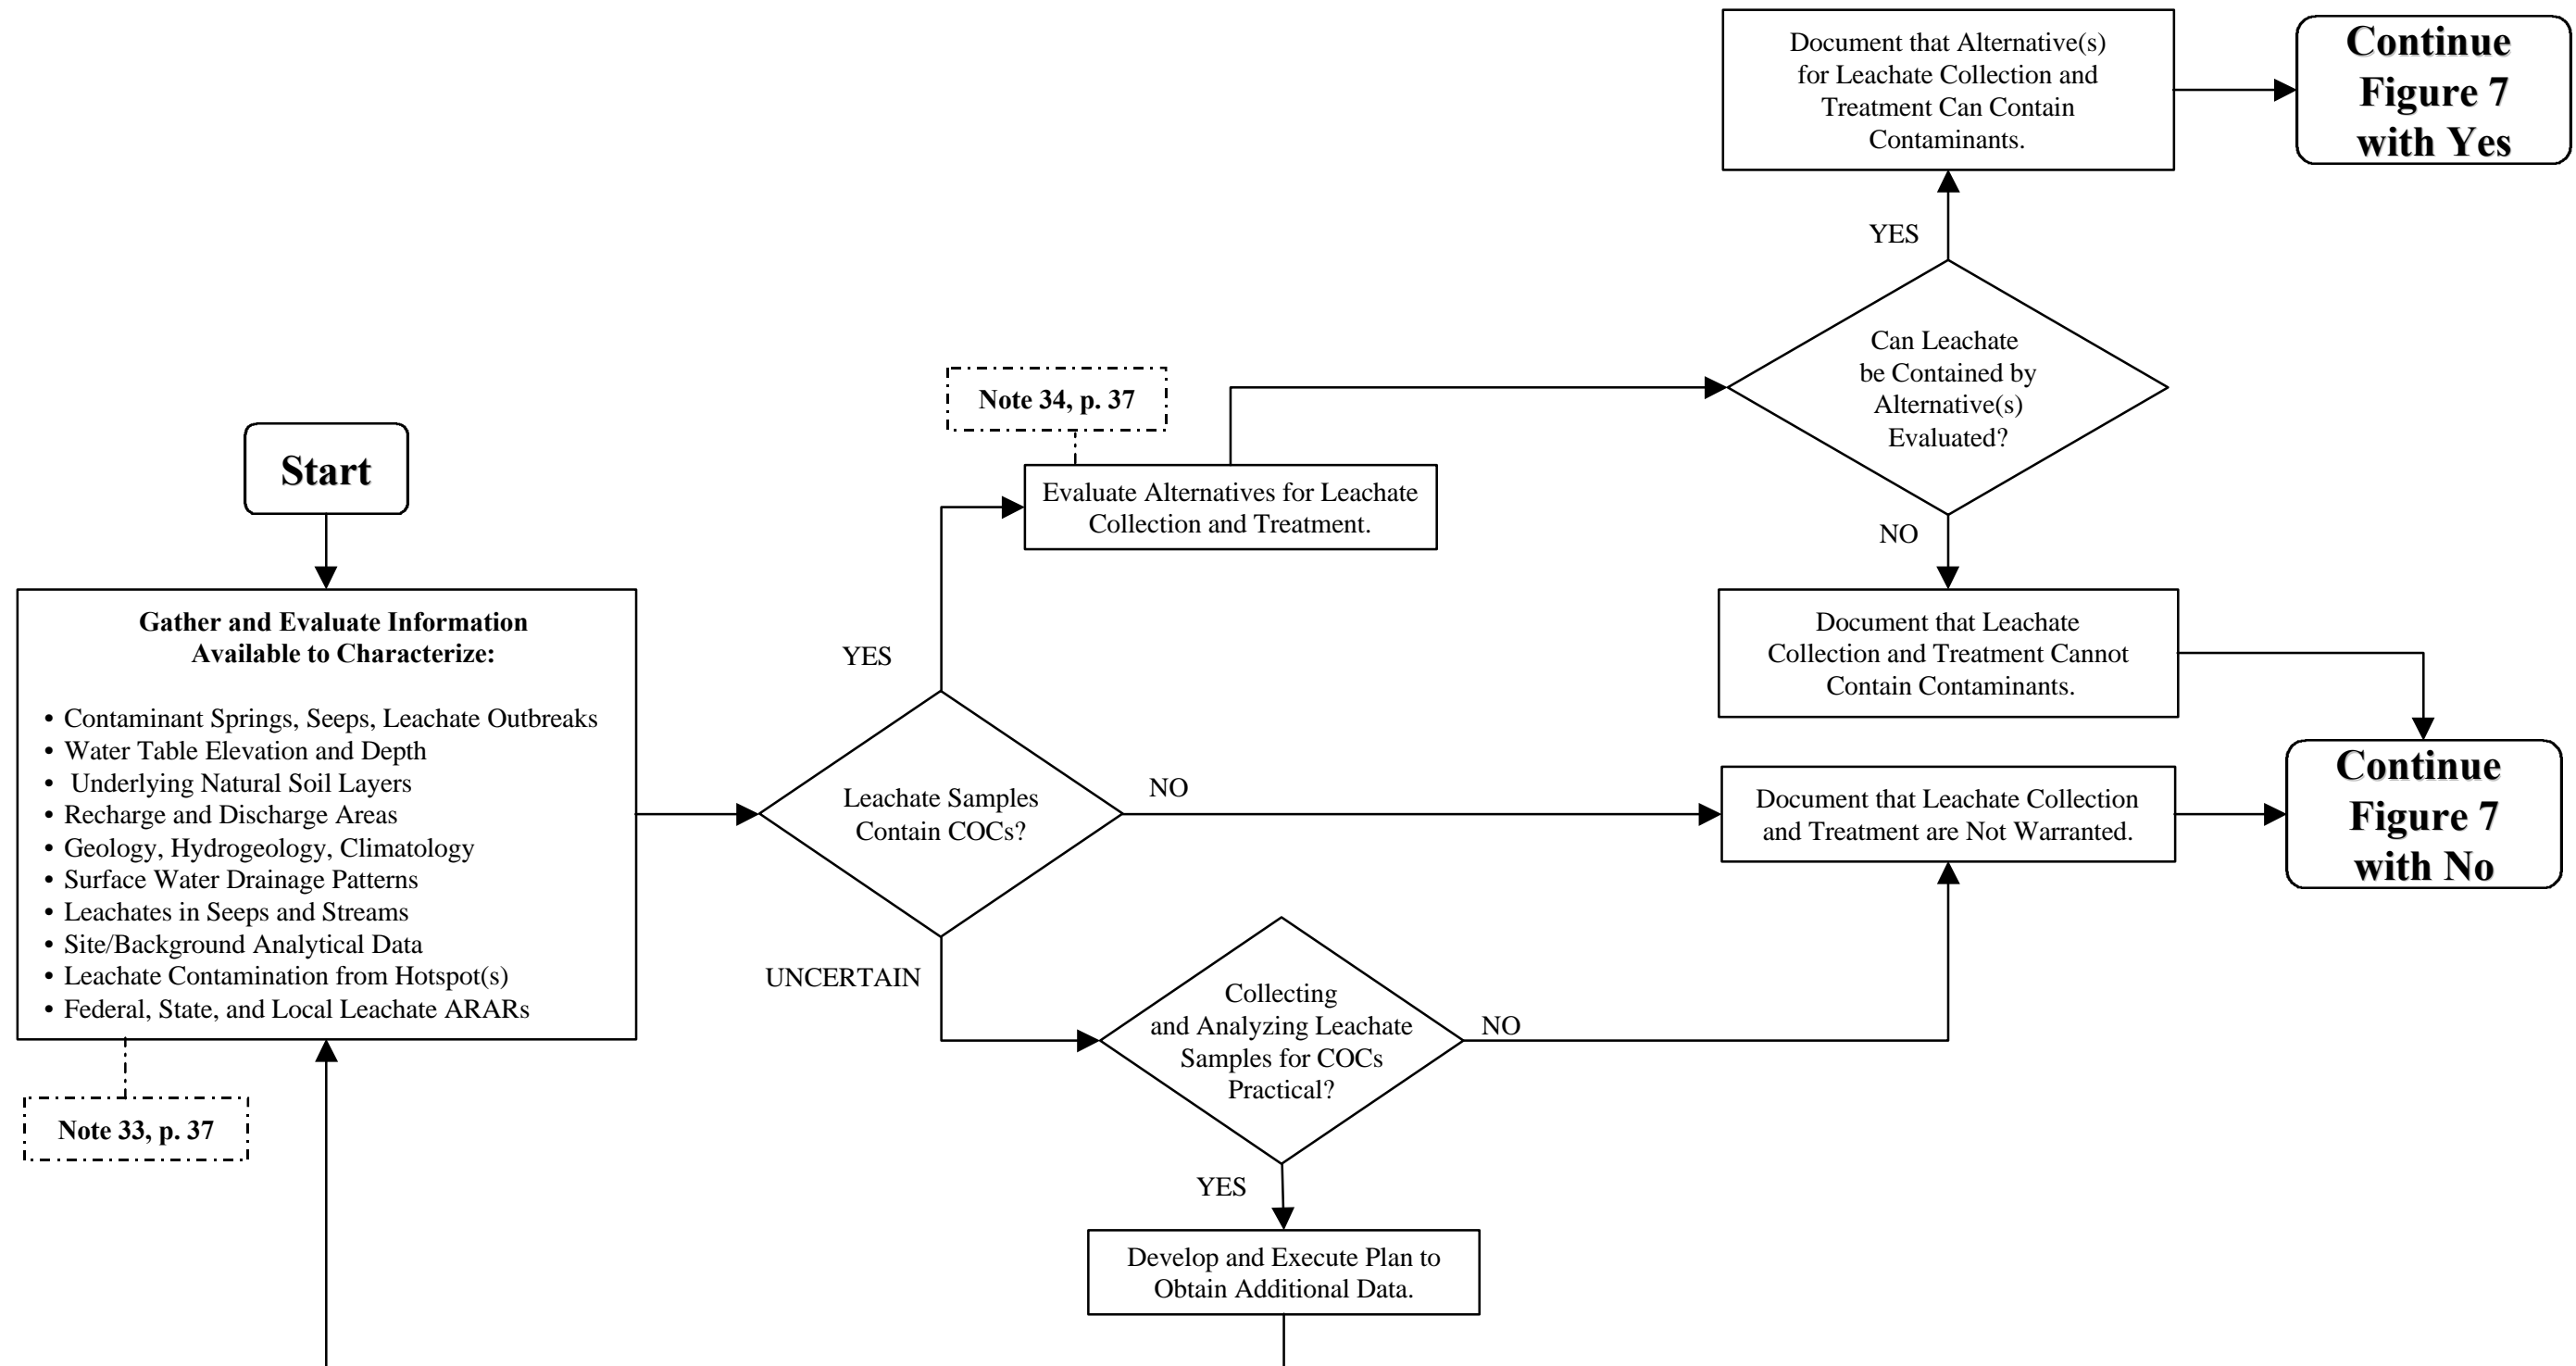 Start
Gather and Evaluate Information
Available to Characterize:
• Contaminant Springs, Seeps, Leachate Outbreaks
• Water Table Elevation and Depth
• Underlying Natural Soil Layers
• Recharge and Discharge Areas
• Geology, Hydrogeology, Climatology
• Surface Water Drainage Patterns
• Leachates in Seeps and Streams
• Site/Background Analytical Data
• Leachate Contamination from Hotspot(s)
• Federal, State, and Local Leachate ARARs
Note 33, p. 37
Leachate Samples
Contain COCs?
YES
NO
UNCERTAIN
Note 34, p. 37
Evaluate Alternatives for Leachate
Collection and Treatment.
Can Leachate
be Contained by
Alternative(s)
Evaluated?
YES
NO
Document that Alternative(s)
for Leachate Collection and
Treatment Can Contain
Contaminants.
Continue
Figure 7
with Yes
Document that Leachate
Collection and Treatment Cannot
Contain Contaminants.
Document that Leachate Collection
and Treatment are Not Warranted.
Continue
Figure 7
with No
Collecting
and Analyzing Leachate
Samples for COCs
Practical?
NO
YES
Develop and Execute Plan to
Obtain Additional Data.